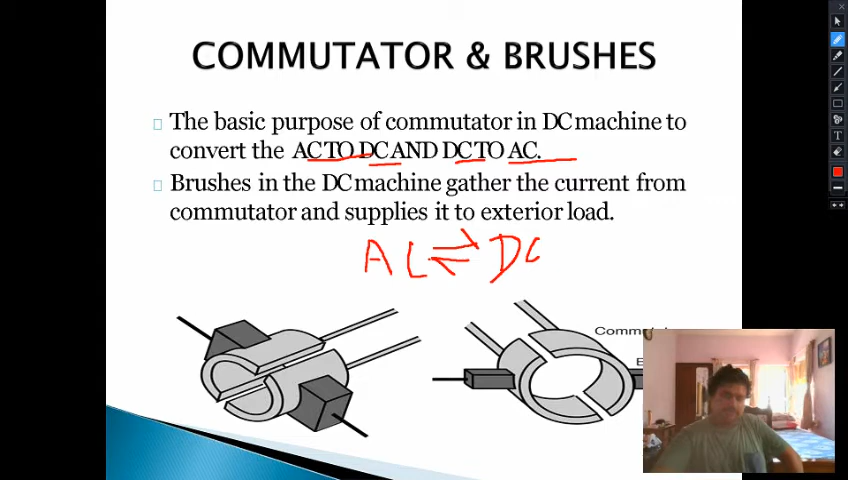 COMMUTATOR & BRUSHES
The basic purpose of commutator in DC machine to
convert the AC TO DC AND DC TO AC.
Brushes in the DC machine gather the current from
commutator and supplies it to exterior load.
AC ⇌ DC
T